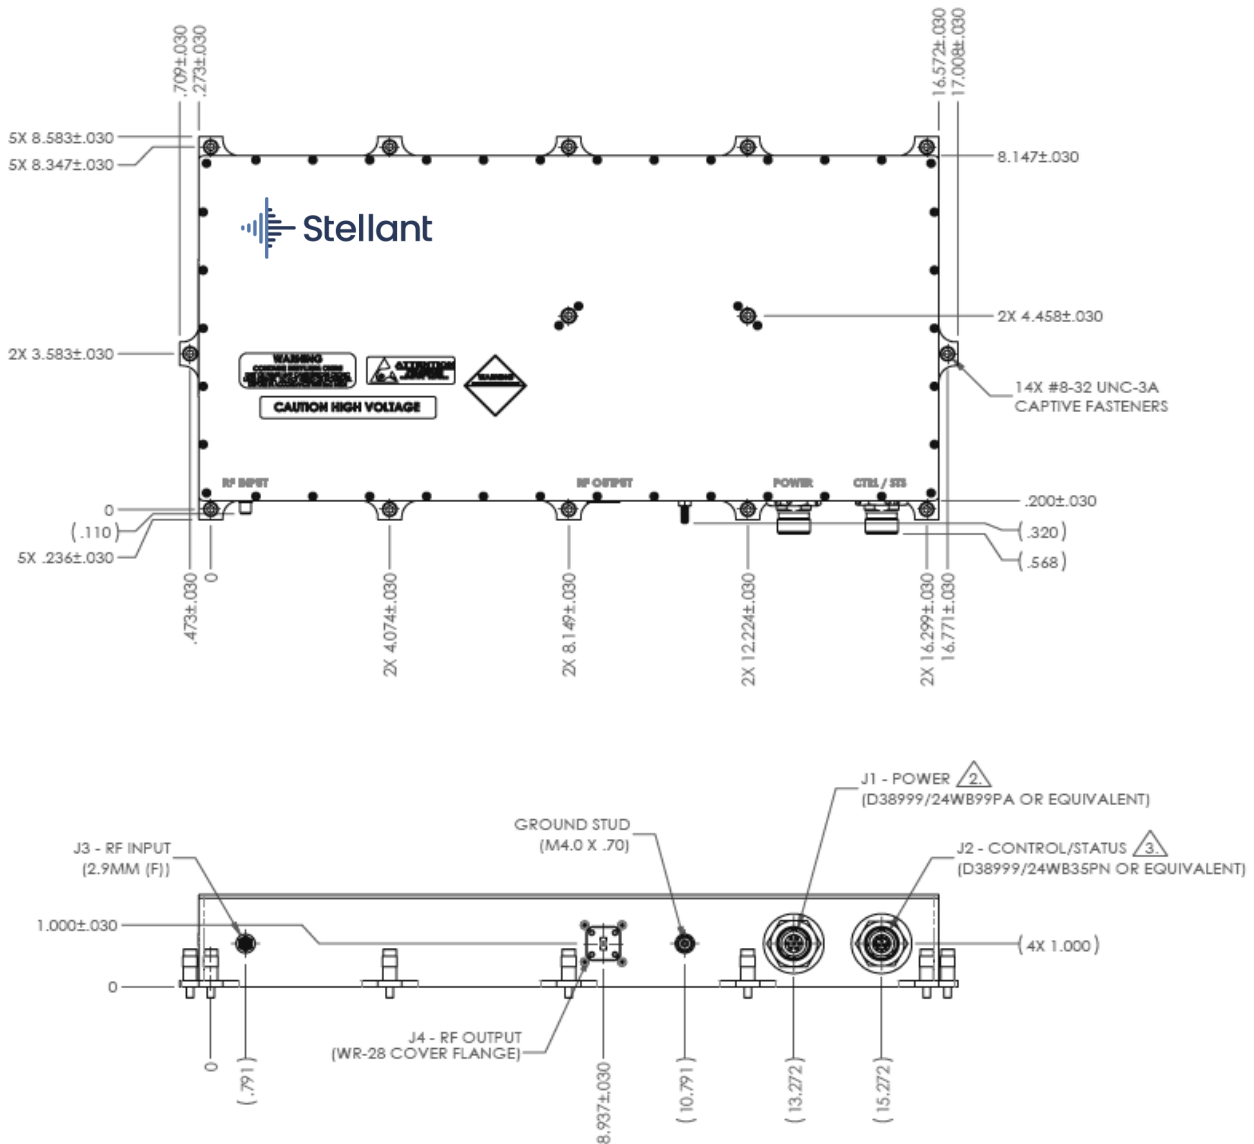 .709±.030
.273±.030
16.572±.030
17.008±.030
5X 8.583±.030
5X 8.347±.030
8.147±.030
Stellant
2X 4.458±.030
2X 3.583±.030
WARNING
ATTENTION
WARNING
14X #8-32 UNC-3A
CAPTIVE FASTENERS
CAUTION HIGH VOLTAGE
RF INPUT
RF OUTPUT
POWER
CTRL / STS
0
(.110)
5X .236±.030
.200±.030
(.320)
(.568)
.473±.030
0
2X 4.074±.030
2X 8.149±.030
2X 12.224±.030
2X 16.299±.030
16.771±.030
J1 - POWER 2.
(D38999/24WB99PA OR EQUIVALENT)
GROUND STUD
(M4.0 X .70)
J3 - RF INPUT
(2.9MM (F))
J2 - CONTROL/STATUS 3.
(D38999/24WB35PN OR EQUIVALENT)
1.000±.030
(4X 1.000)
0
J4 - RF OUTPUT
(WR-28 COVER FLANGE)
0
(.791)
8.937±.030
(10.791)
(13.272)
(15.272)